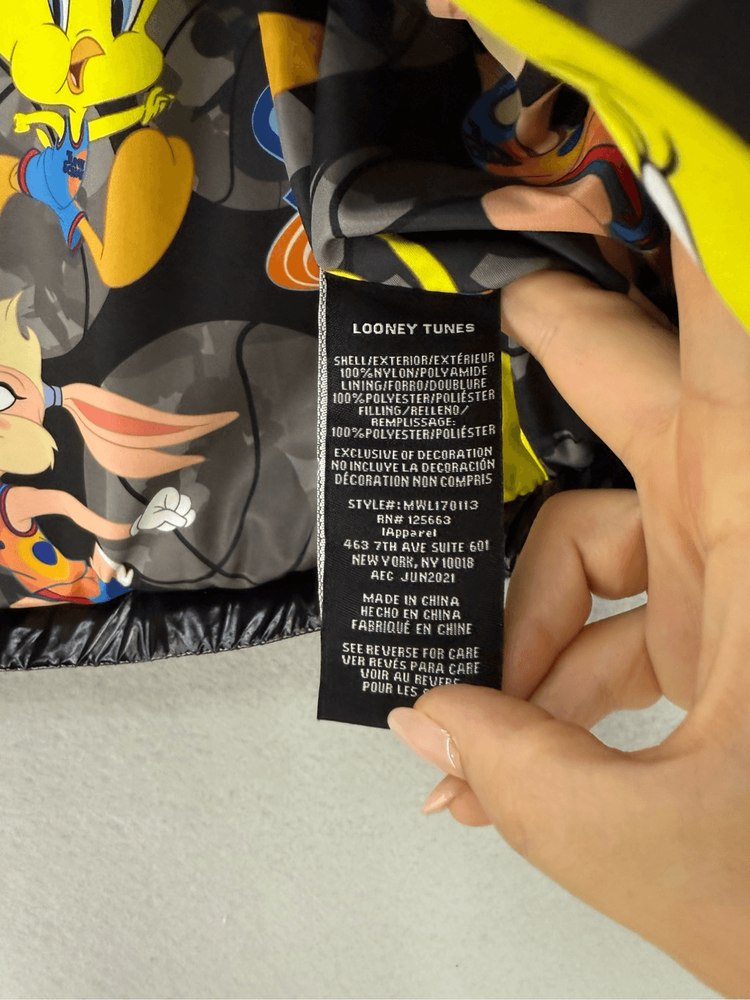 LOONEY TUNES
SHELL/EXTERIOR/EXTÉRIEUR
100%NYLON/POLYAMIDE
LINING/FORRO/DOUBLURE
100%POLYESTER/POLIÉSTER
FILLING/RELLENO/
REMPLISSAGE:
100%POLYESTER/POLIÉSTER
EXCLUSIVE OF DECORATION
NO INCLUYE LA DECORACIÓN
DÉCORATION NON COMPRIS
STYLE#:MWL170113
RN# 125663
IApparel
463 7TH AVE SUITE 601
NEW YORK, NY 10018
AEC JUN2021
MADE IN CHINA
HECHO EN CHINA
FABRIQUÉ EN CHINE
SEE REVERSE FOR CARE
VER REVÉS PARA CARE
VOIR AU REVERS
POUR LES